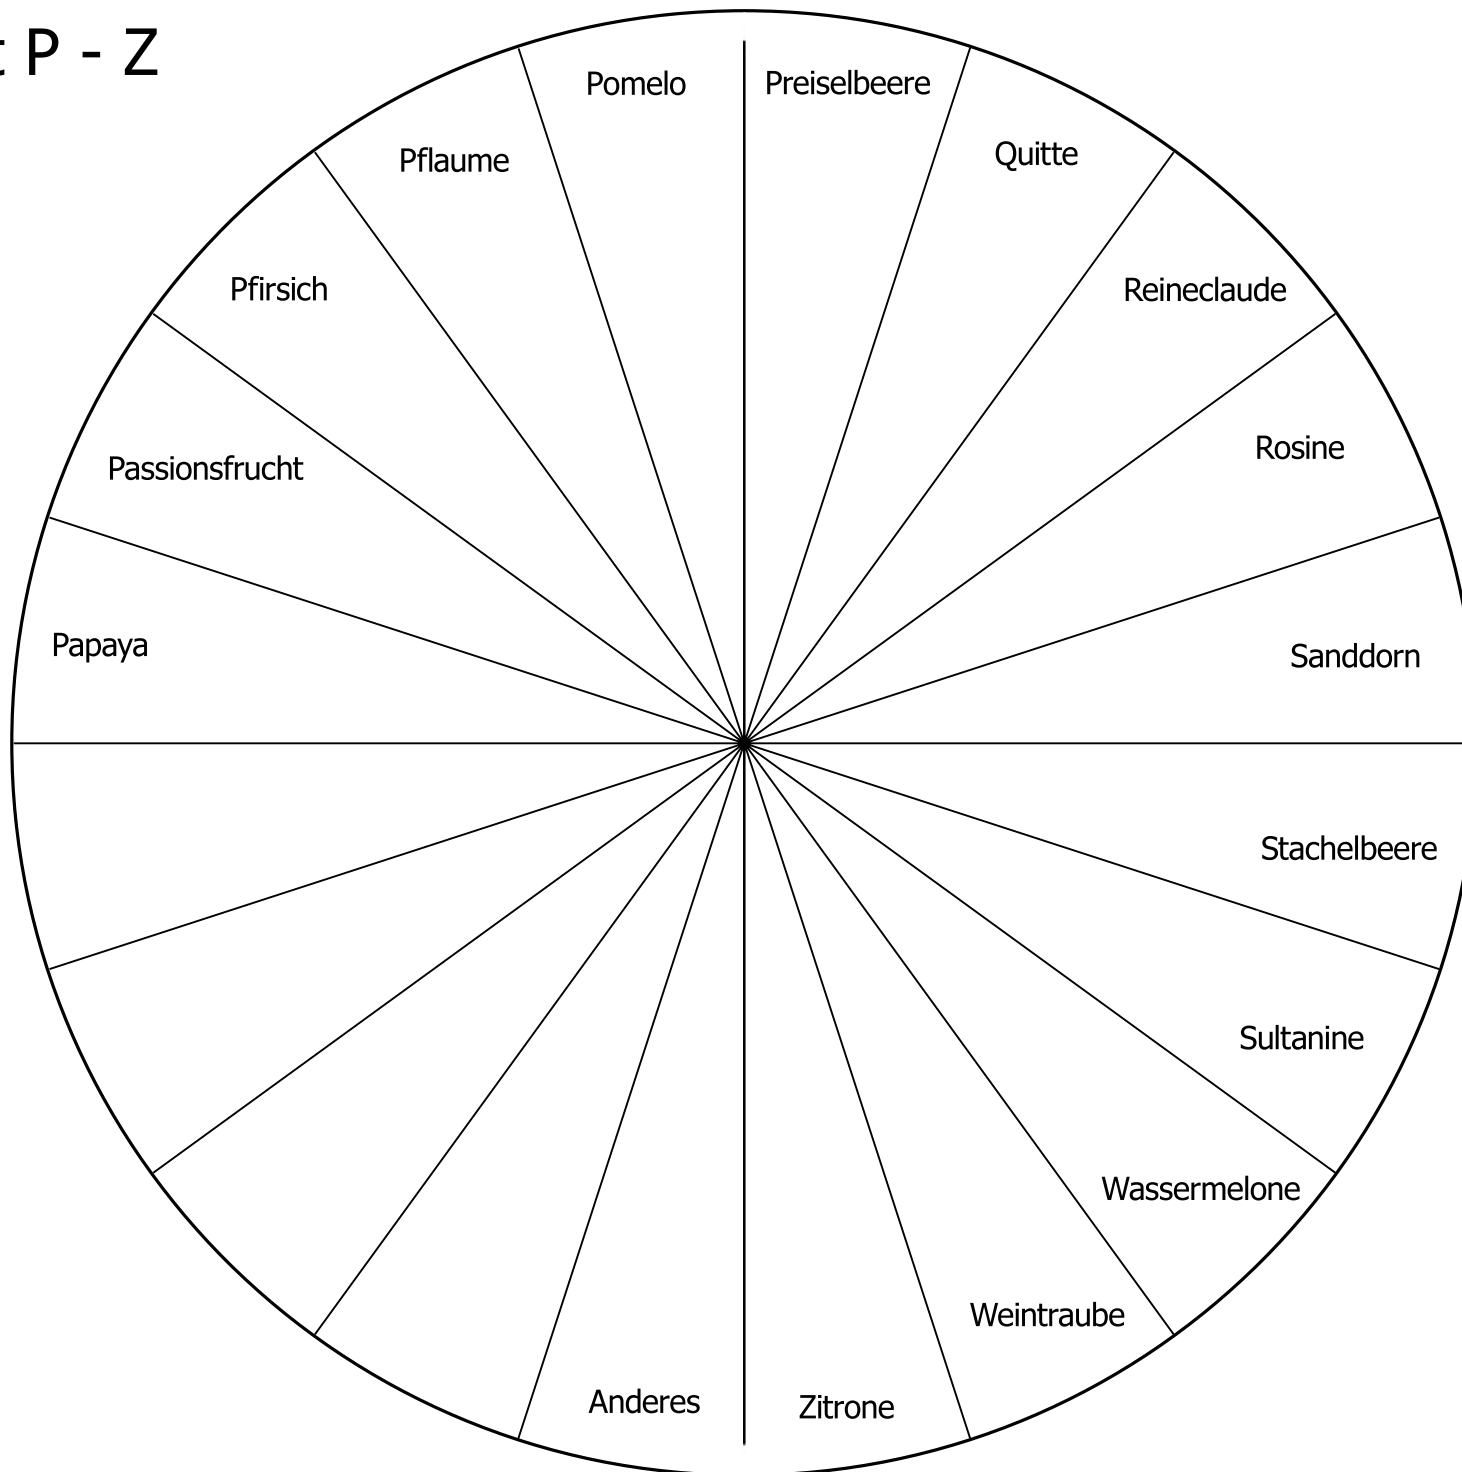 t P - Z
Pomelo
Preiselbeere
Pflaume
Quitte
Pfirsich
Reineclaude
Passionsfrucht
Rosine
Papaya
Sanddorn
Stachelbeere
Sultanine
Wassermelone
Weintraube
Anderes
Zitrone